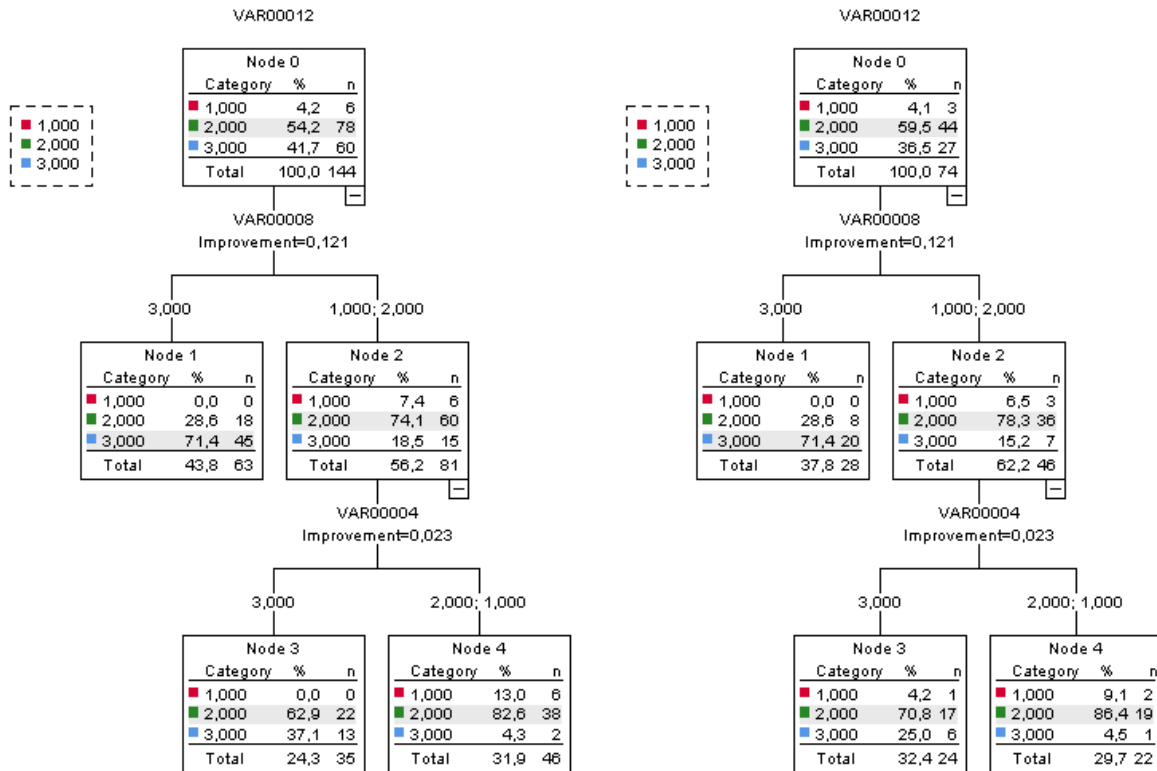 VAR00012
Node 0
Category % n
1,000 4,2 6
2,000 54,2 78
3,000 41,7 60
Total 100,0 144
1,000
2,000
3,000
VAR00008
Improvement=0,121
3,000
1,000; 2,000
Node 1
Category % n
1,000 0,0 0
2,000 28,6 18
3,000 71,4 45
Total 43,8 63
Node 2
Category % n
1,000 7,4 6
2,000 74,1 60
3,000 18,5 15
Total 56,2 81
VAR00004
Improvement=0,023
3,000
2,000; 1,000
Node 3
Category % n
1,000 0,0 0
2,000 62,9 22
3,000 37,1 13
Total 24,3 35
Node 4
Category % n
1,000 13,0 6
2,000 82,6 38
3,000 4,3 2
Total 31,9 46
VAR00012
Node 0
Category % n
1,000 4,1 3
2,000 59,5 44
3,000 36,5 27
Total 100,0 74
1,000
2,000
3,000
VAR00008
Improvement=0,121
3,000
1,000; 2,000
Node 1
Category % n
1,000 0,0 0
2,000 28,6 8
3,000 71,4 20
Total 37,8 28
Node 2
Category % n
1,000 6,5 3
2,000 78,3 36
3,000 15,2 7
Total 62,2 46
VAR00004
Improvement=0,023
3,000
2,000; 1,000
Node 3
Category % n
1,000 4,2 1
2,000 70,8 17
3,000 25,0 6
Total 32,4 24
Node 4
Category % n
1,000 9,1 2
2,000 86,4 19
3,000 4,5 1
Total 29,7 22